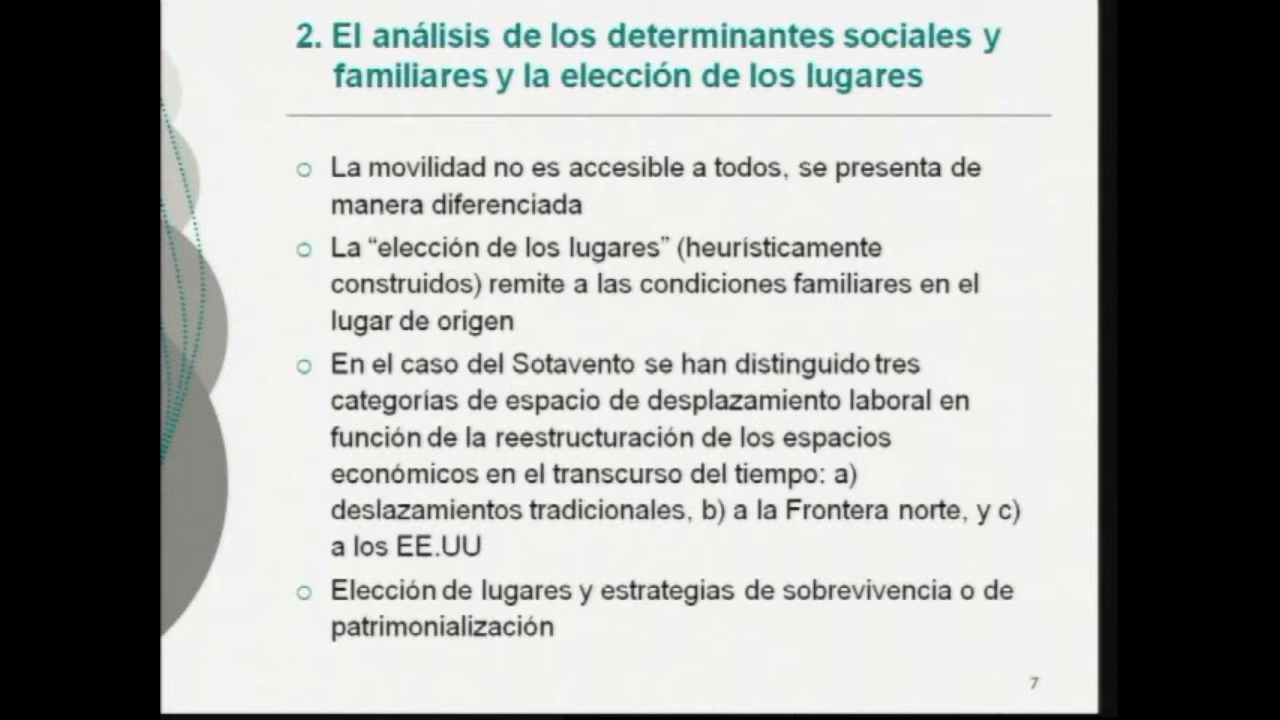 2. El análisis de los determinantes sociales y
familiares y la elección de los lugares
La movilidad no es accesible a todos, se presenta de
manera diferenciada
La “elección de los lugares” (heurísticamente
construidos) remite a las condiciones familiares en el
lugar de origen
En el caso del Sotavento se han distinguido tres
categorías de espacio de desplazamiento laboral en
función de la reestructuración de los espacios
económicos en el transcurso del tiempo: a)
deslazamientos tradicionales, b) a la Frontera norte, y c)
a los EE.UU
Elección de lugares y estrategias de sobrevivencia o de
patrimonialización
7